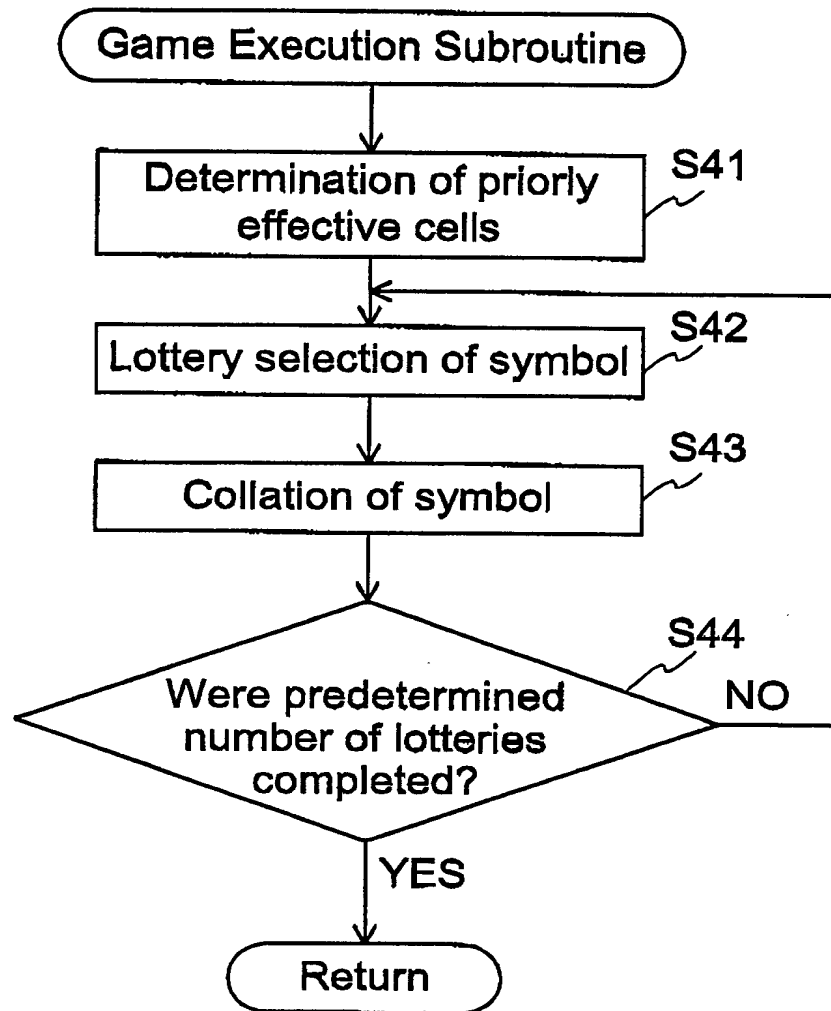 Game Execution Subroutine
S41
Determination of priorly
effective cells
S42
Lottery selection of symbol
S43
Collation of symbol
S44
Were predetermined
number of lotteries
completed?
NO
YES
Return